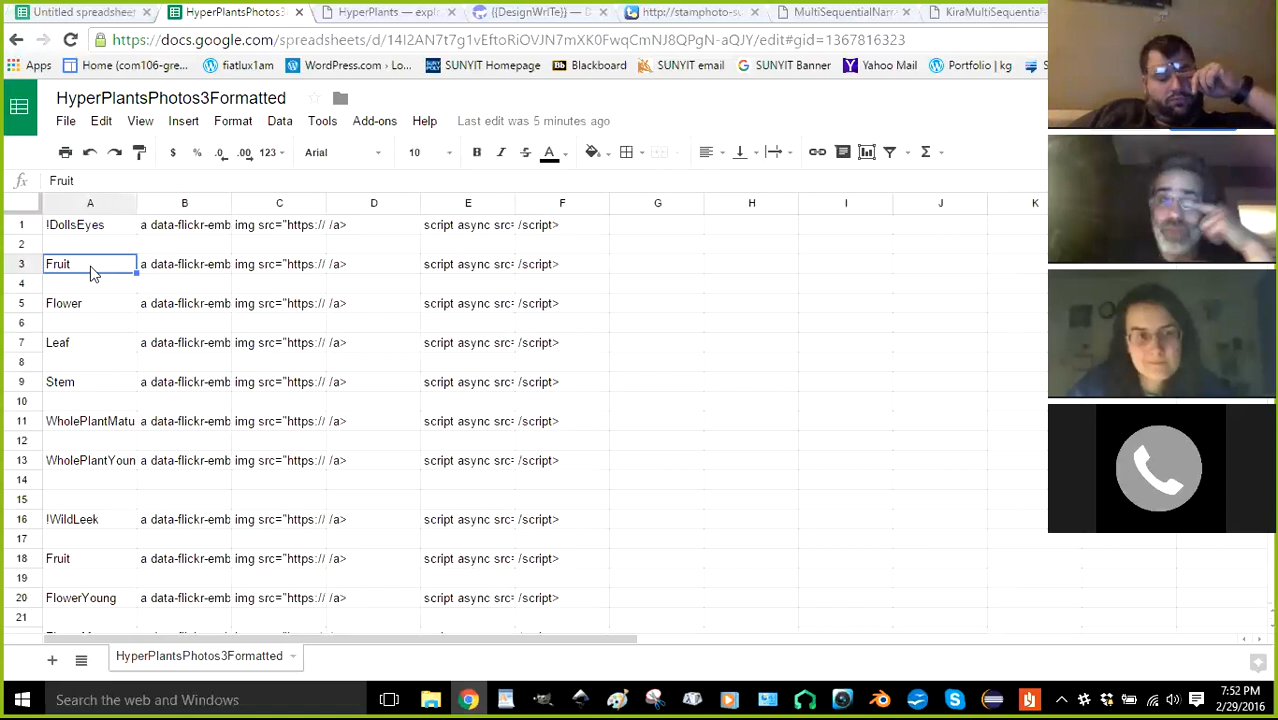 Untitled spreadsheet
HyperPlantsPhotos3
HyperPlants — expl
{{DesignWriTe}} —
http://stamphoto-su
MultiSequentialNarr
KiraMultiSequential-
https://docs.google.com/spreadsheets/d/14I2AN7t7g1vEftoRiOVJN7mXK0FwqCmNJ8QPgN-aQJY/edit#gid=1367816323
Apps
Home (com106-gre...
fiatlux1am
WordPress.com › Lo...
SUNYIT Homepage
Bb Blackboard
SUNYIT email
SUNYIT Banner
Yahoo Mail
Portfolio | kg
HyperPlantsPhotos3Formatted
File Edit View Insert Format Data Tools Add-ons Help Last edit was 5 minutes ago
$ % .0 .00 123 Arial 10 B I S A
fx Fruit
A B C D E F G H I J K
1 !DollsEyes a data-flickr-emb img src="https:// /a> script async src= /script>
2
3 Fruit a data-flickr-emb img src="https:// /a> script async src= /script>
4
5 Flower a data-flickr-emb img src="https:// /a> script async src= /script>
6
7 Leaf a data-flickr-emb img src="https:// /a> script async src= /script>
8
9 Stem a data-flickr-emb img src="https:// /a> script async src= /script>
10
11 WholePlantMatu a data-flickr-emb img src="https:// /a> script async src= /script>
12
13 WholePlantYoun a data-flickr-emb img src="https:// /a> script async src= /script>
14
15
16 !WildLeek a data-flickr-emb img src="https:// /a> script async src= /script>
17
18 Fruit a data-flickr-emb img src="https:// /a> script async src= /script>
19
20 FlowerYoung a data-flickr-emb img src="https:// /a> script async src= /script>
21
HyperPlantsPhotos3Formatted
Search the web and Windows
7:52 PM
2/29/2016